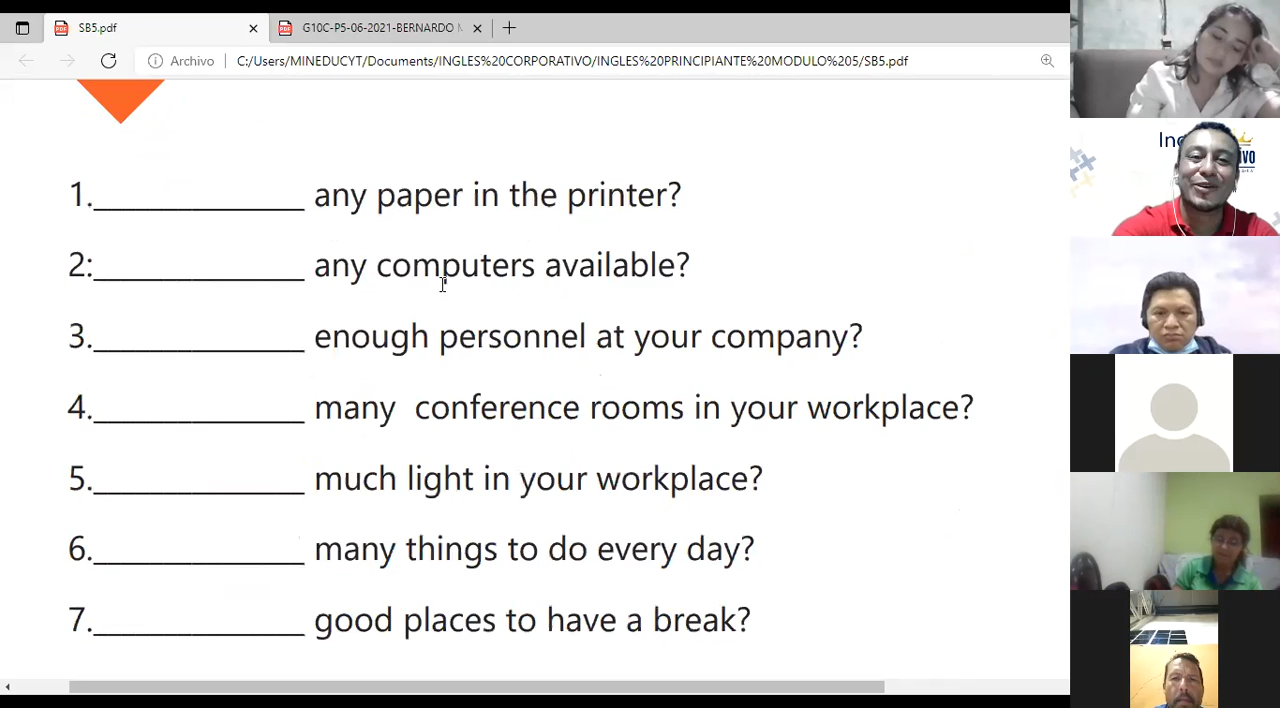 SB5.pdf
G10C-P5-06-2021-BERNARDO
Archivo C:/Users/MINEDUCYT/Documents/INGLES%20CORPORATIVO/INGLES%20PRINCIPIANTE%20MODULO%205/SB5.pdf
1.______________ any paper in the printer?
2:______________ any computers available?
3.______________ enough personnel at your company?
4.______________ many  conference rooms in your workplace?
5.______________ much light in your workplace?
6.______________ many things to do every day?
7.______________ good places to have a break?